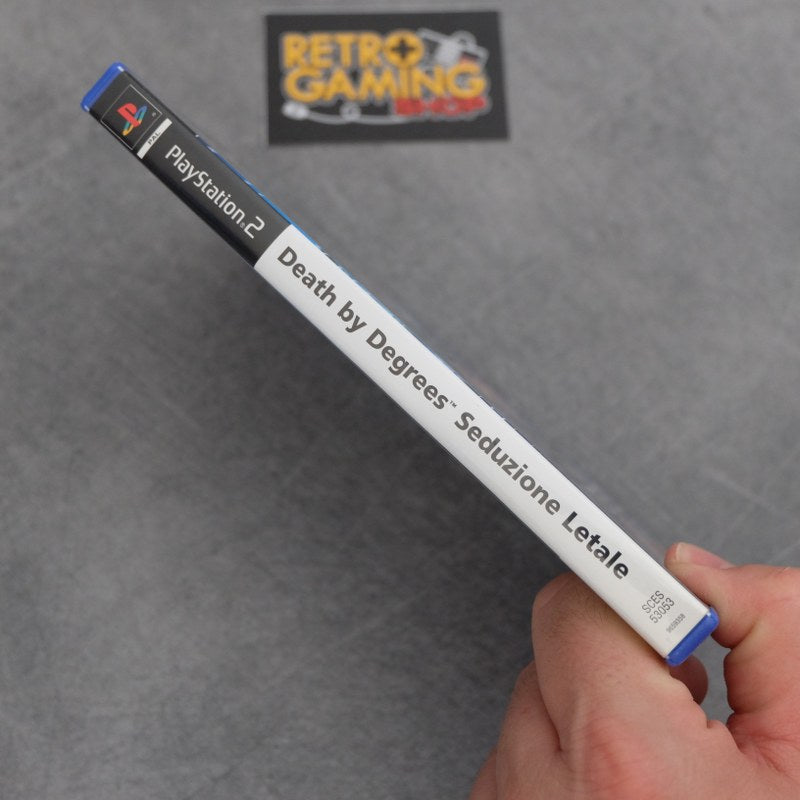 RETRO
GAMING
SHOP
PAL
PlayStation®2
Death by Degrees™ Seduzione Letale
SCES
53053